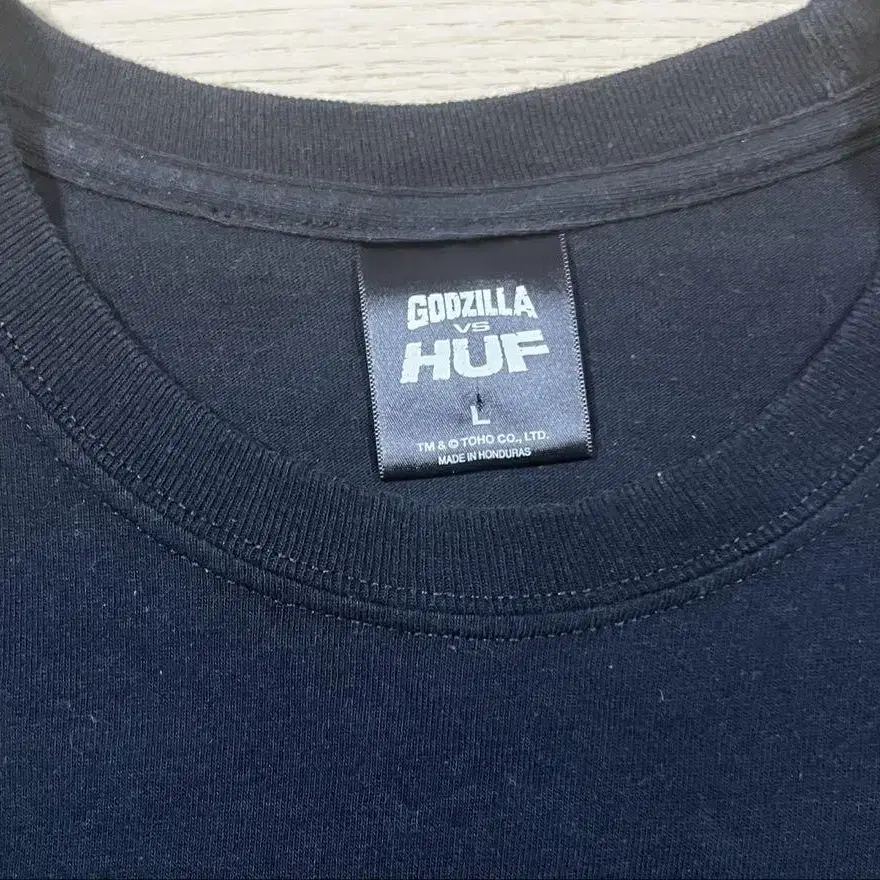 GODZILLA
VS
HUF
L
TM & © TOHO CO., LTD.
MADE IN HONDURAS